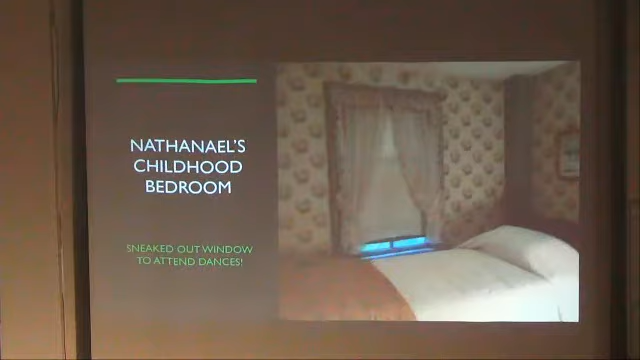 NATHANAEL'S
CHILDHOOD
BEDROOM
SNEAKED OUT WINDOW
TO ATTEND DANCES!